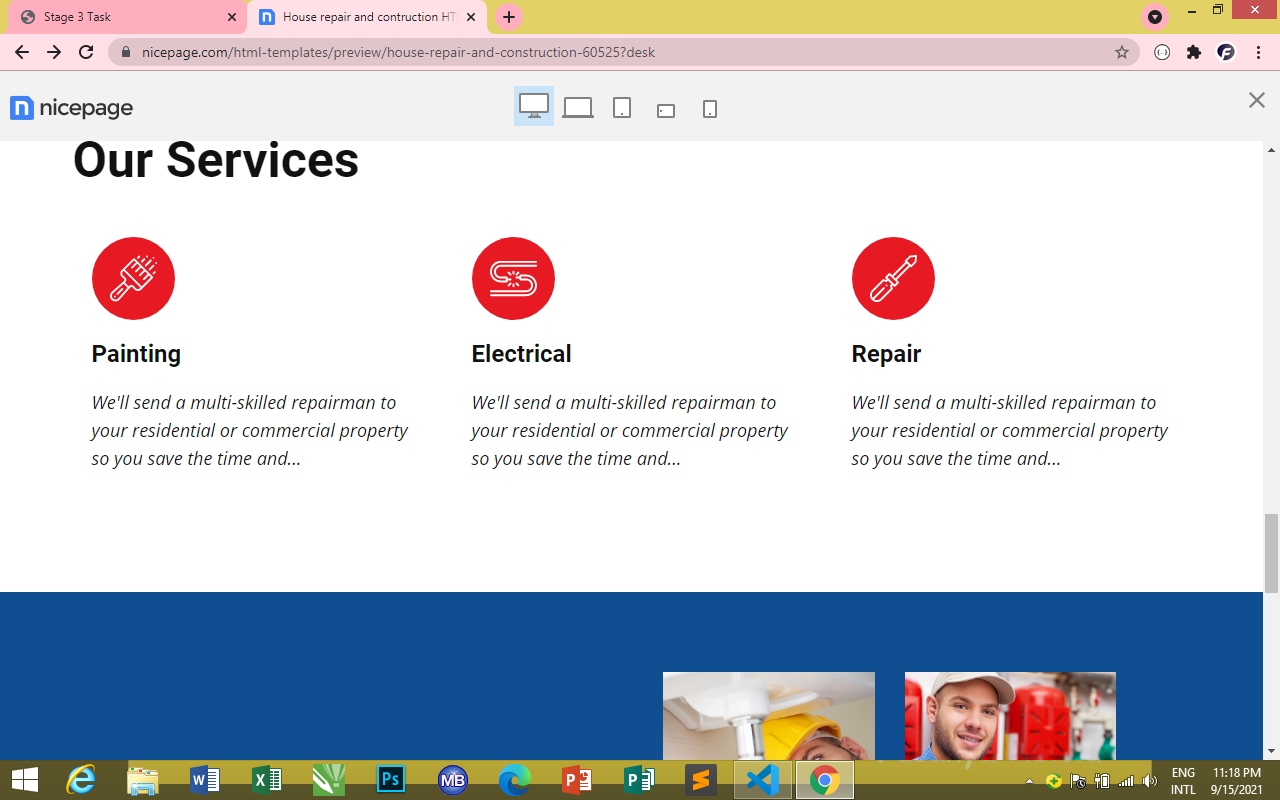 Stage 3 Task
House repair and contruction HT
nicepage.com/html-templates/preview/house-repair-and-construction-60525?desk
nicepage
Our Services
Painting
We'll send a multi-skilled repairman to
your residential or commercial property
so you save the time and...
Electrical
We'll send a multi-skilled repairman to
your residential or commercial property
so you save the time and...
Repair
We'll send a multi-skilled repairman to
your residential or commercial property
so you save the time and...
Ps
MB
ENG
INTL
11:18 PM
9/15/2021